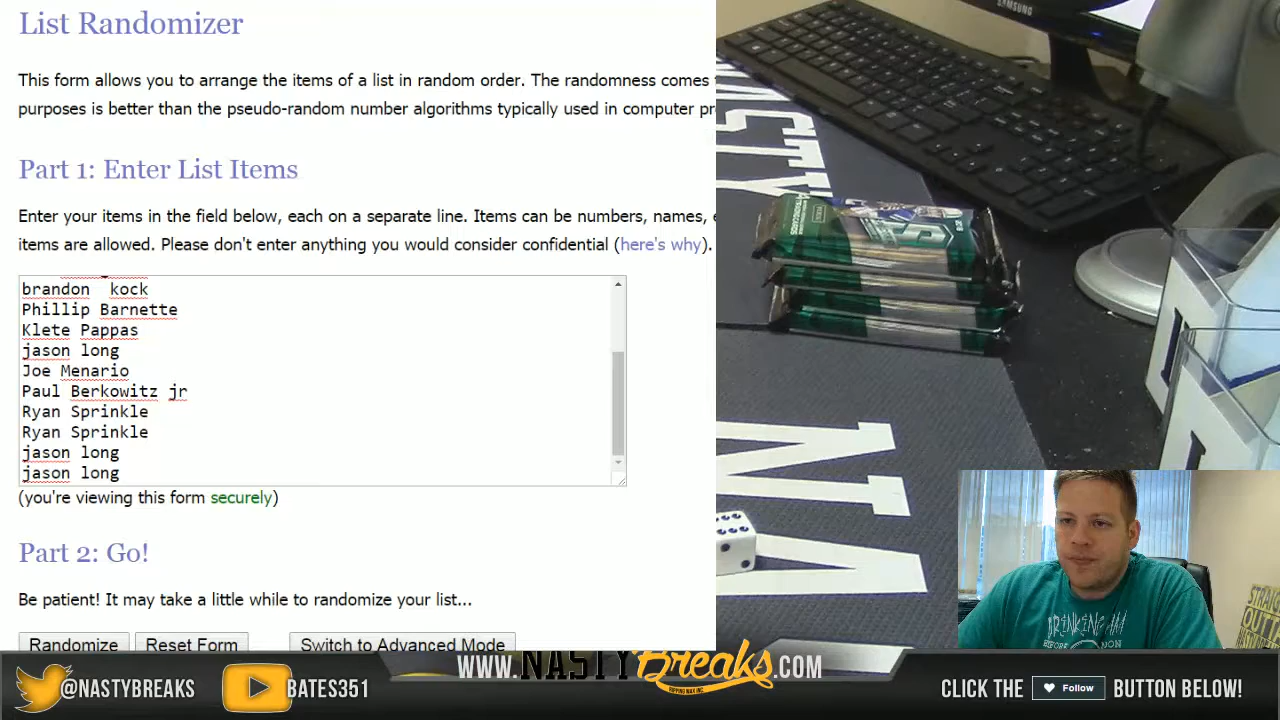 List Randomizer
This form allows you to arrange the items of a list in random order. The randomness comes
purposes is better than the pseudo-random number algorithms typically used in computer pr
Part 1: Enter List Items
Enter your items in the field below, each on a separate line. Items can be numbers, names, e
items are allowed. Please don't enter anything you would consider confidential (here's why).
brandon  kock
Phillip Barnette
Klete Pappas
jason long
Joe Menario
Paul Berkowitz jr
Ryan Sprinkle
Ryan Sprinkle
jason long
jason long
(you're viewing this form securely)
Part 2: Go!
Be patient! It may take a little while to randomize your list...
Randomize Reset Form Switch to Advanced Mode
SAMSUNG
NASTY
@NASTYBREAKS
BATES351
WWW.NASTYBreaks.COM
RIPPING WAX INC.
CLICK THE Follow BUTTON BELOW!